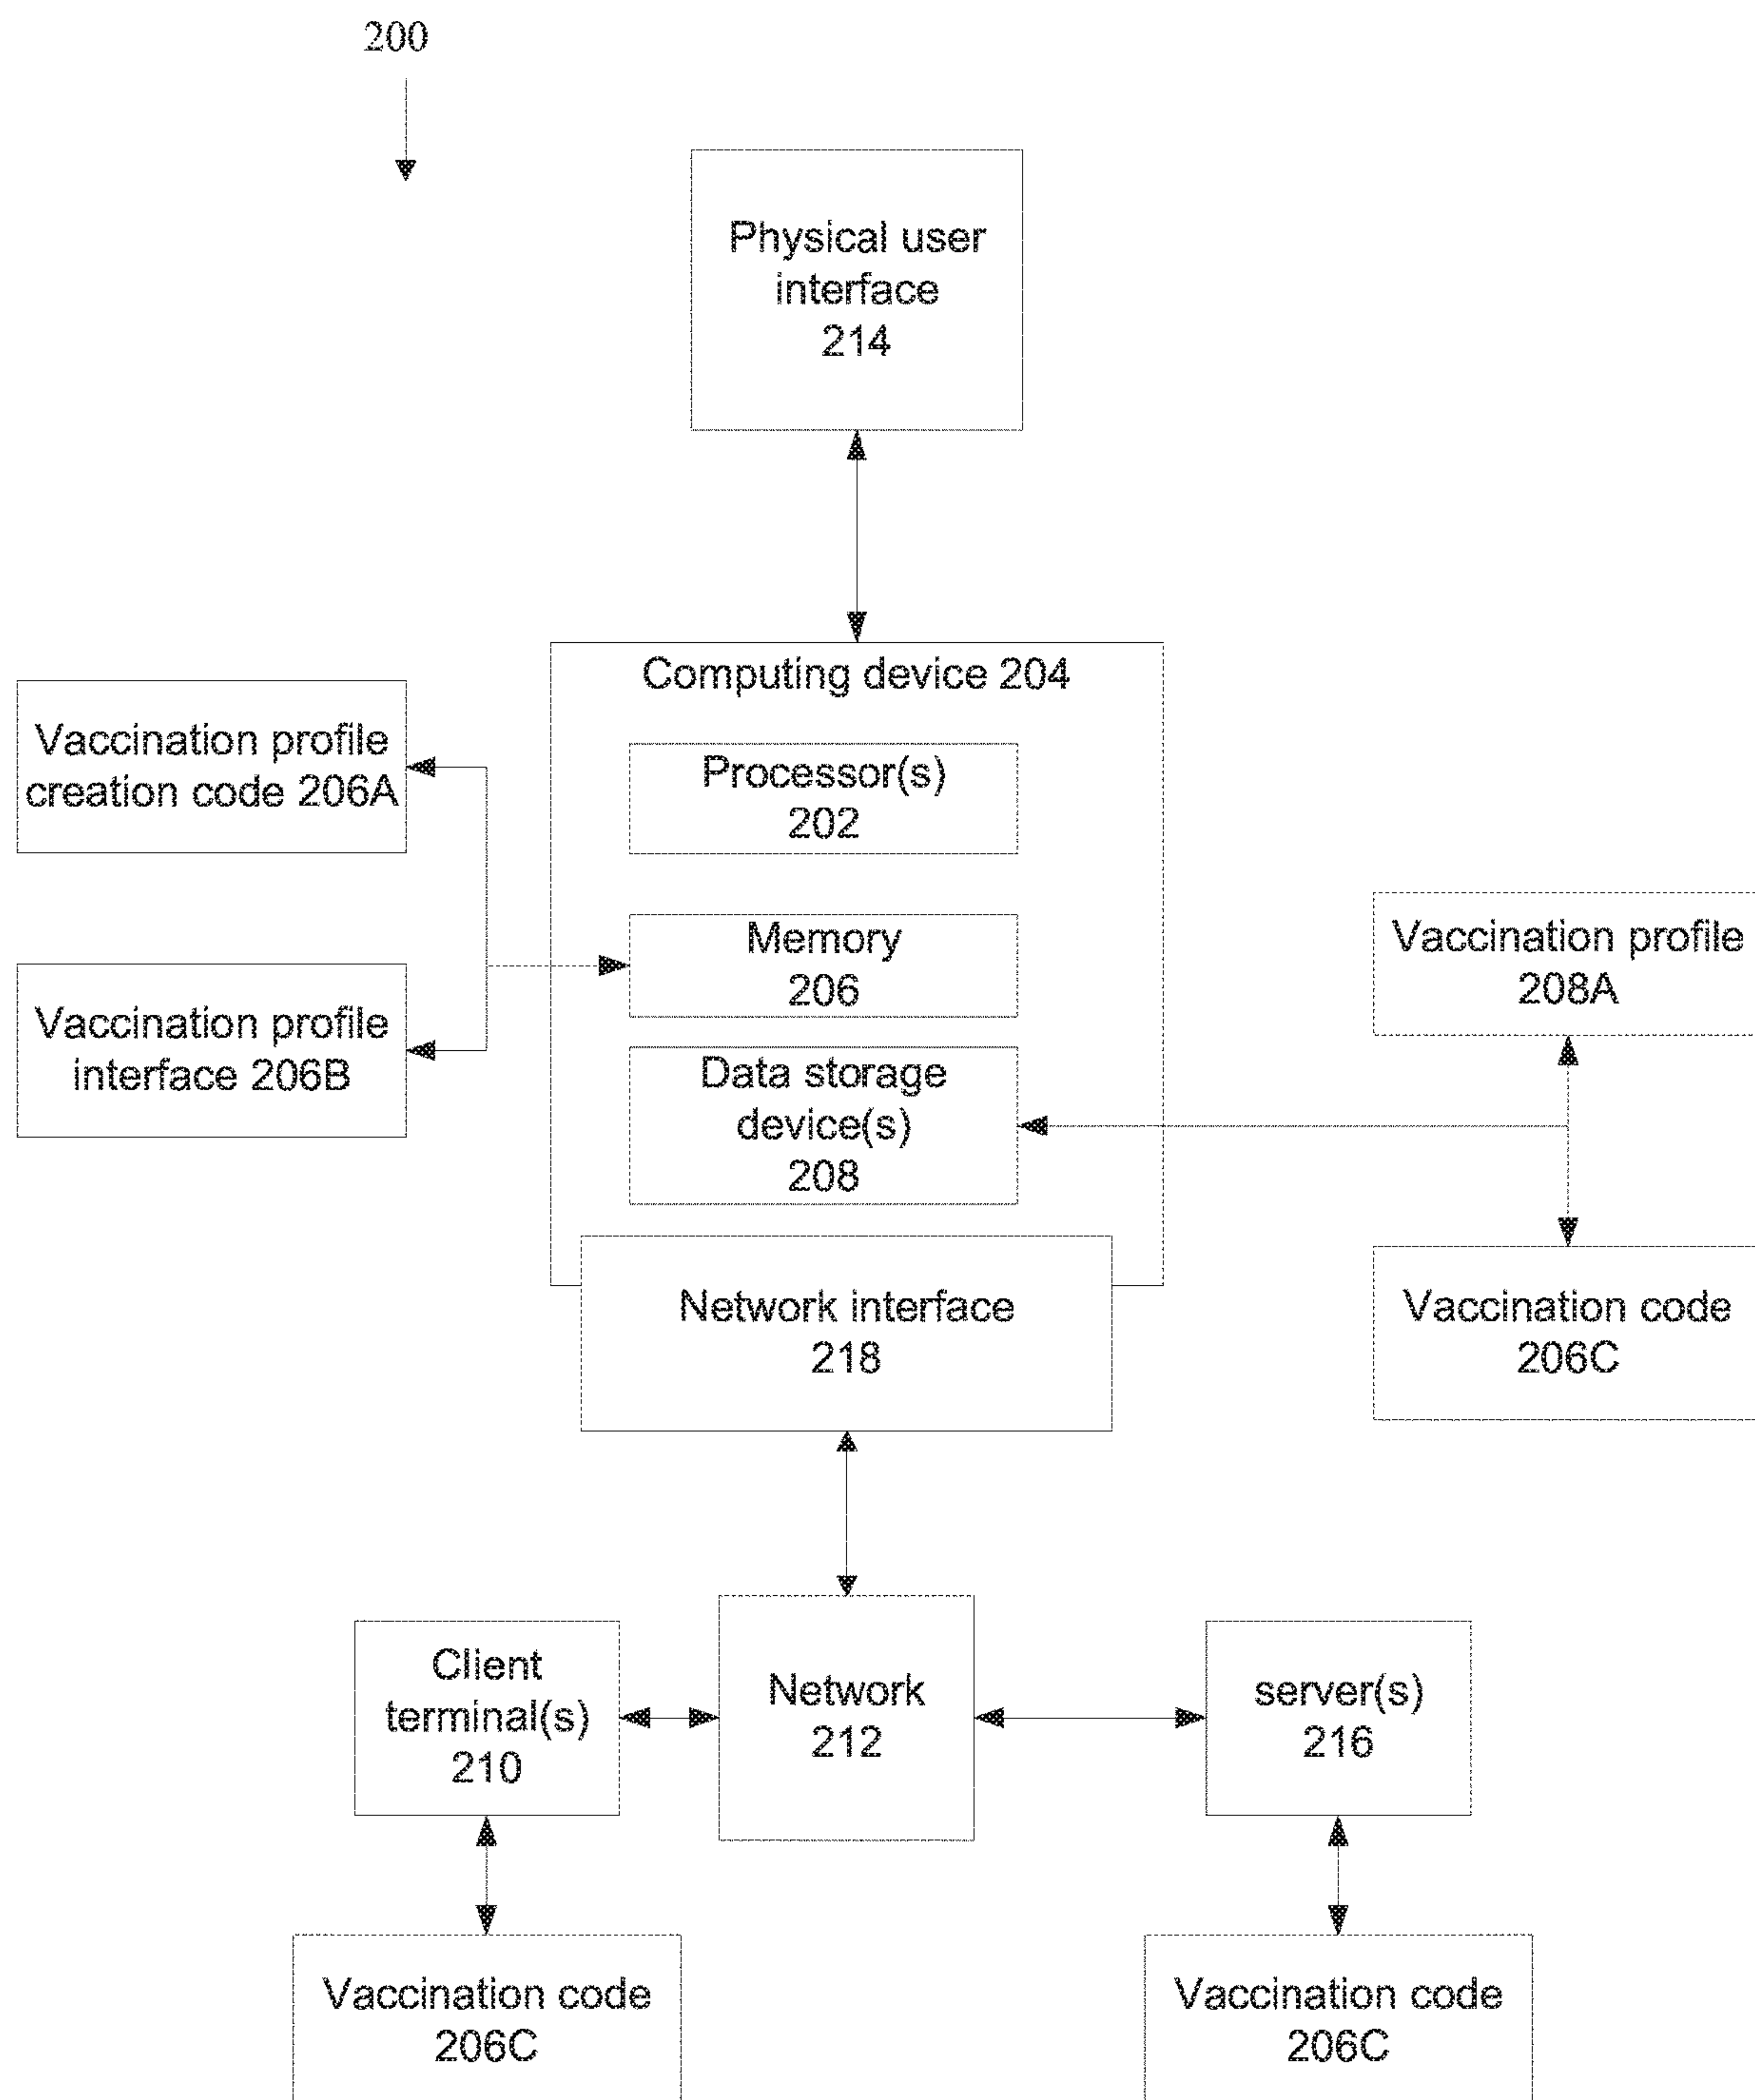 200
Physical user
interface
214
Computing device 204
Vaccination profile
creation code 206A
Processor(s)
202
Vaccination profile
208A
Memory
206
Vaccination profile
interface 206B
Data storage
device(s)
208
Network interface
218
Vaccination code
206C
Client
terminal(s)
210
Network
212
server(s)
216
Vaccination code
206C
Vaccination code
206C